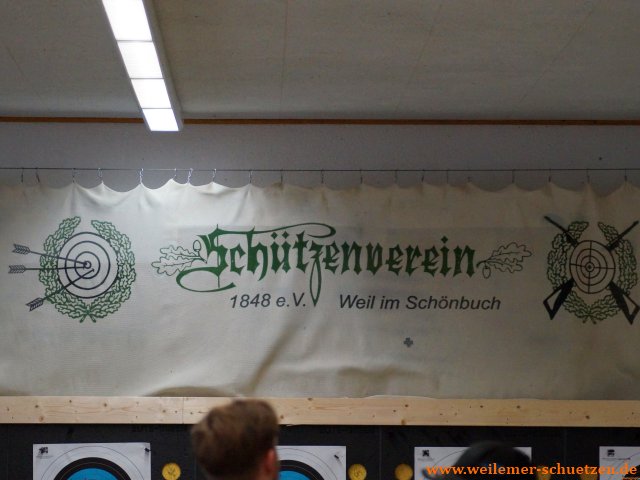 Schützenverein
1848 e.V. Weil im Schönbuch
www.weilemer-schuetzen.de